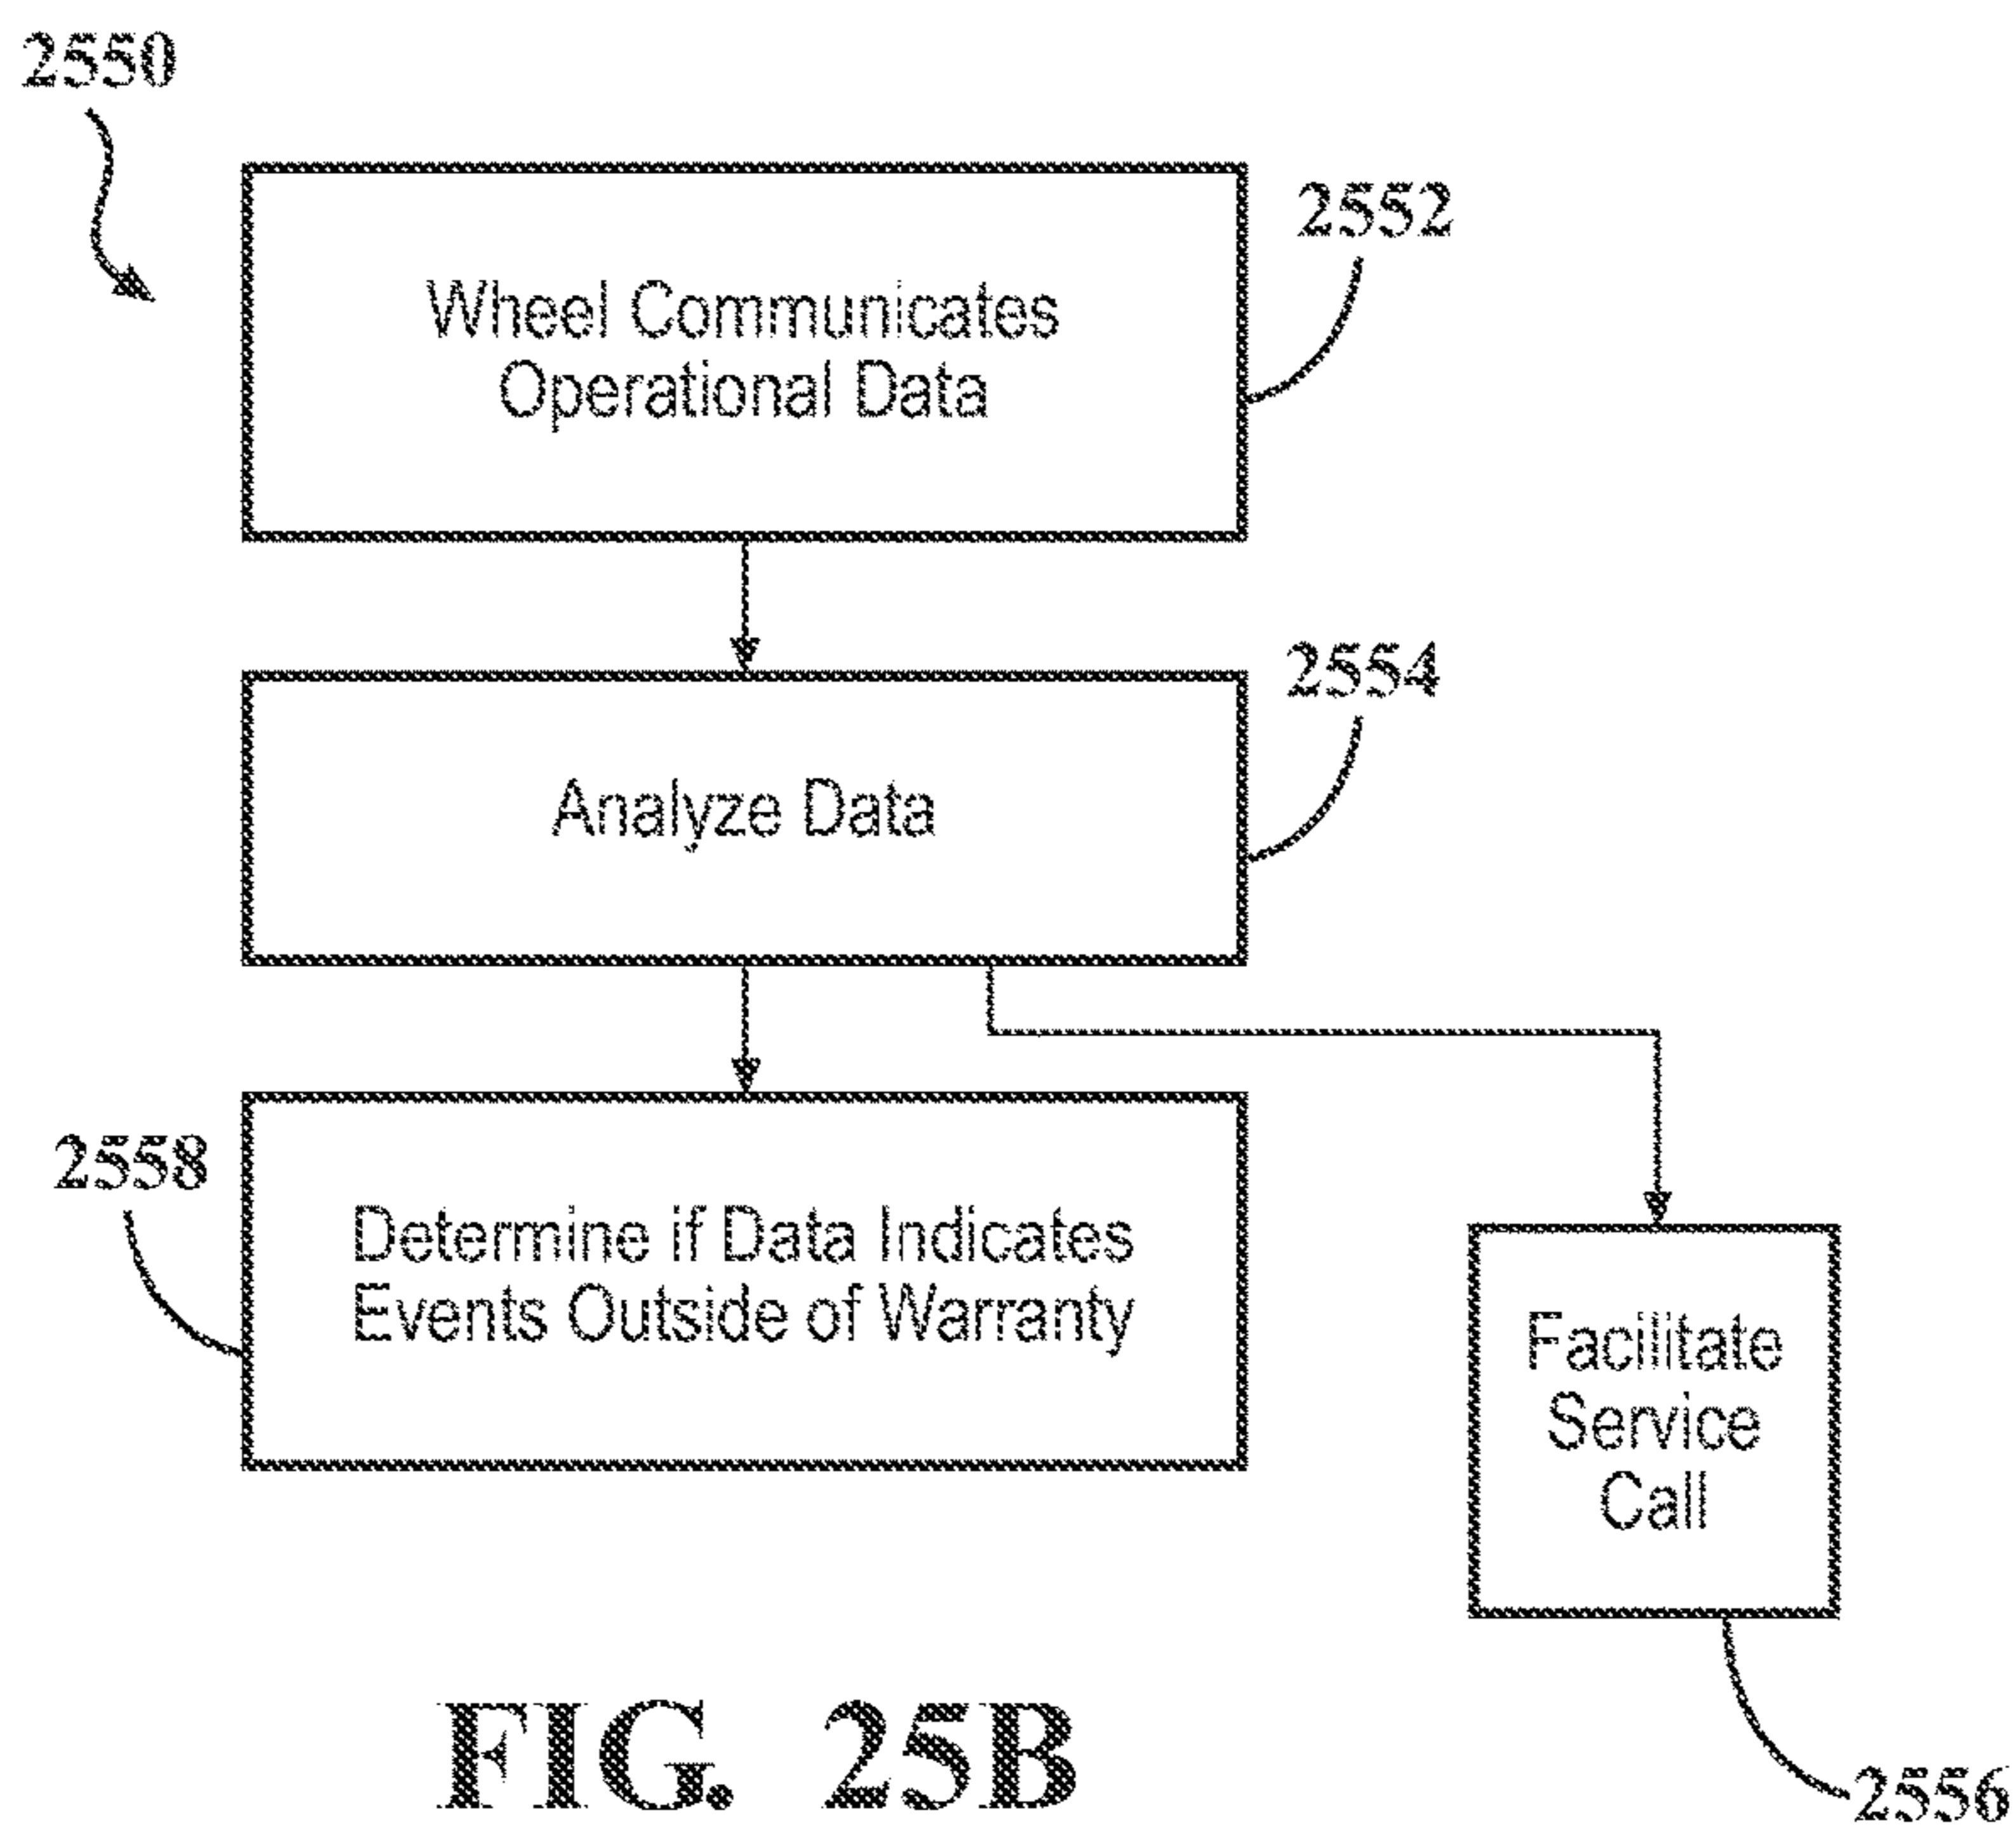 2550
2552
Wheel Communicates
Operational Data
2554
Analyze Data
2558
Determine if Data Indicates
Events Outside of Warranty
Facilitate
Service
Call
FIG. 25B
2556